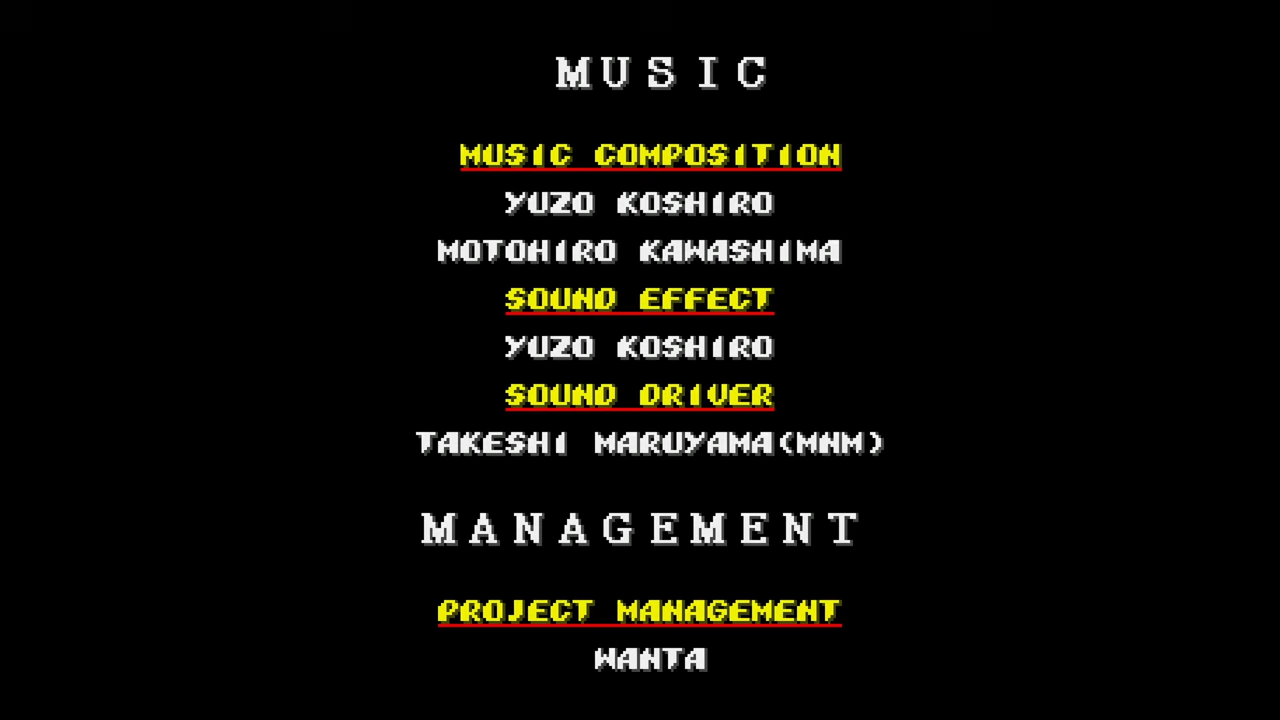 MUSIC
MUSIC COMPOSITION
YUZO KOSHIRO
MOTOHIRO KAWASHIMA
SOUND EFFECT
YUZO KOSHIRO
SOUND DRIVER
TAKESHI MARUYAMA(MNM)
MANAGEMENT
PROJECT MANAGEMENT
WANTA